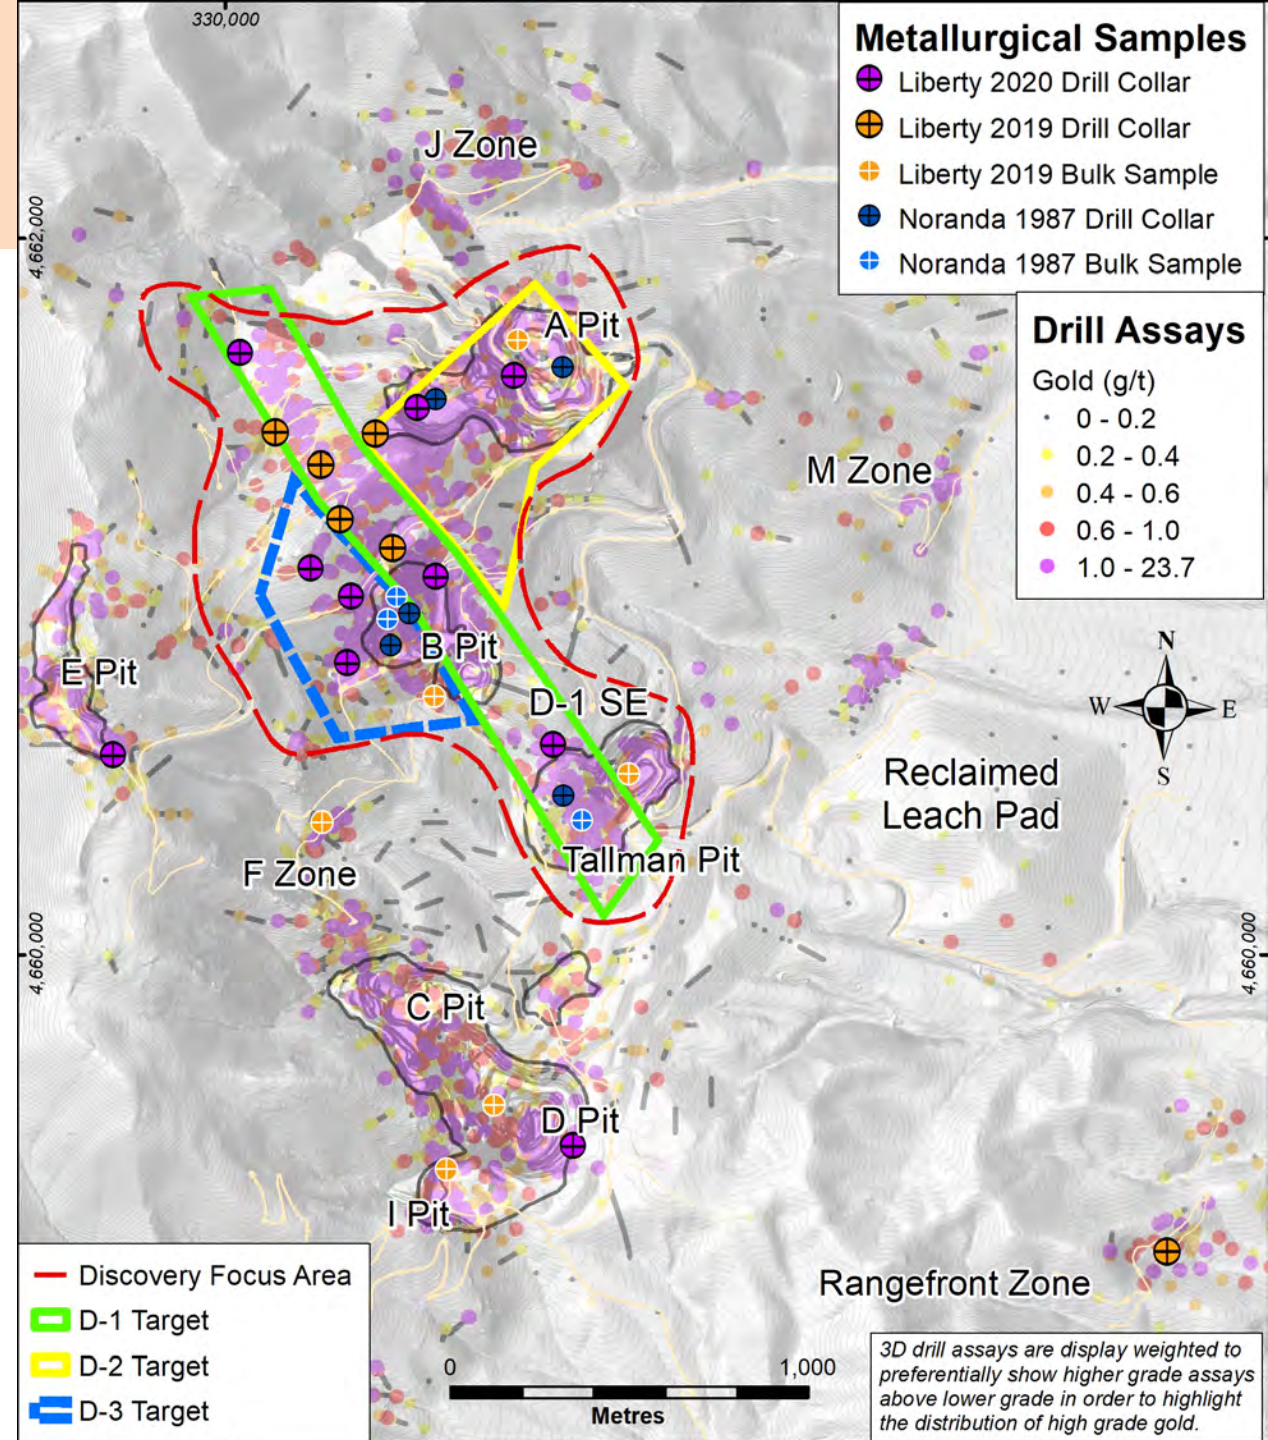 330,000
Metallurgical Samples
Liberty 2020 Drill Collar
Liberty 2019 Drill Collar
Liberty 2019 Bulk Sample
Noranda 1987 Drill Collar
Noranda 1987 Bulk Sample
J Zone
4,662,000
Drill Assays
Gold (g/t)
0 - 0.2
0.2 - 0.4
0.4 - 0.6
0.6 - 1.0
1.0 - 23.7
A Pit
M Zone
B Pit
E Pit
D-1 SE
N
W
E
S
Reclaimed
Leach Pad
Tallman Pit
F Zone
4,660,000
4,660,000
C Pit
D Pit
I Pit
Rangefront Zone
Discovery Focus Area
D-1 Target
D-2 Target
D-3 Target
0
1,000
Metres
3D drill assays are display weighted to
preferentially show higher grade assays
above lower grade in order to highlight
the distribution of high grade gold.